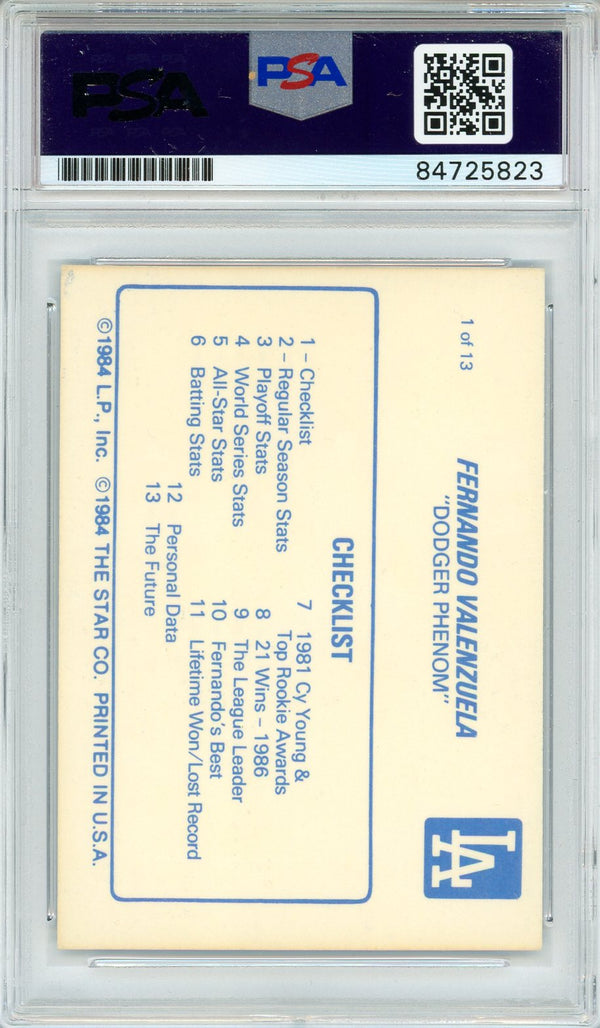 PSA
PSA
84725823
1 of 13
FERNANDO VALENZUELA
"DODGER PHENOM"
LA
CHECKLIST
1 – Checklist
2 – Regular Season Stats
3 Playoff Stats
4 World Series Stats
5 All-Star Stats
6 Batting Stats
7 1981 Cy Young &
Top Rookie Awards
8 21 Wins – 1986
9 The League Leader
10 Fernando's Best
11 Lifetime Won/Lost Record
12 Personal Data
13 The Future
©1984 L.P., Inc. ©1984 THE STAR CO. PRINTED IN U.S.A.